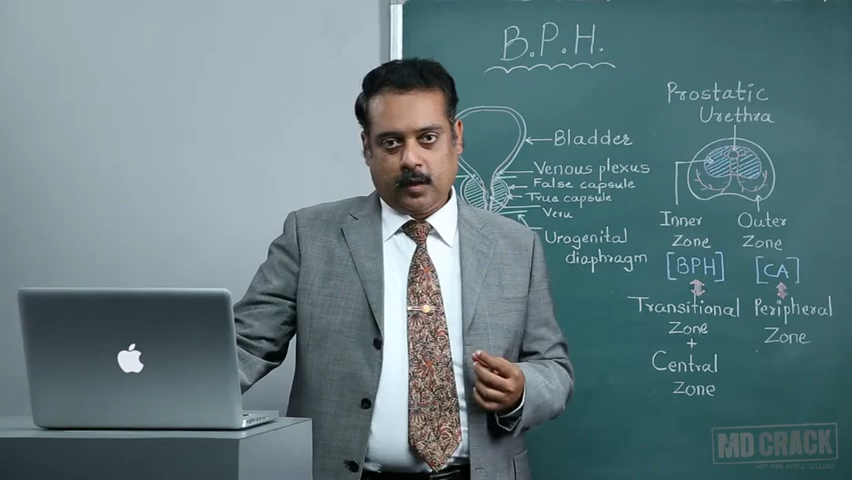 B.P.H.
Bladder
Venous plexus
False capsule
True capsule
Veru
Urogenital
diaphragm
Prostatic
Urethra
Inner
Zone
[BPH]
Transitional
Zone
+
Central
Zone
Outer
Zone
[CA]
Peripheral
Zone
MD CRACK